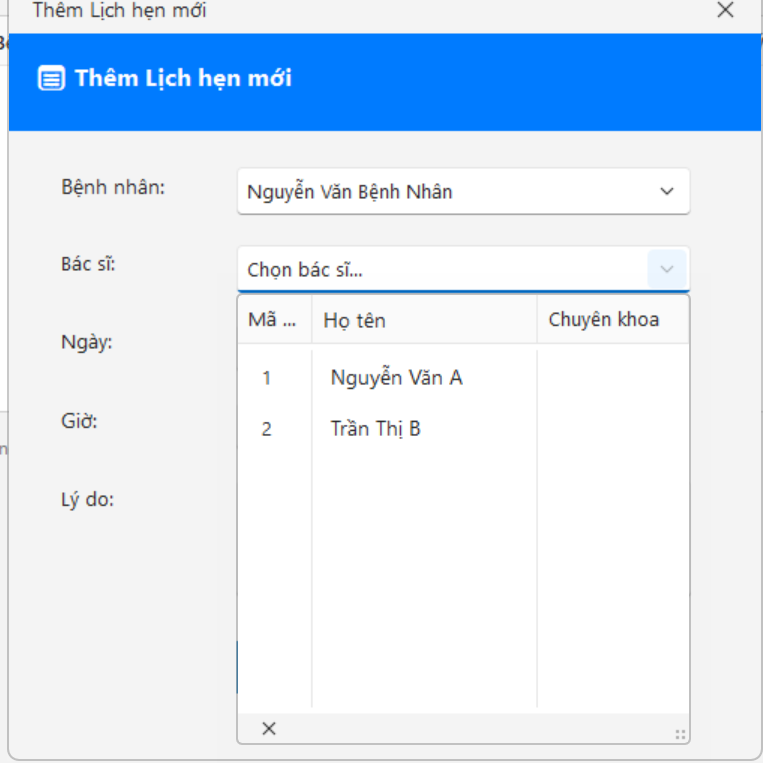 Thêm Lịch hẹn mới
Thêm Lịch hẹn mới
Bệnh nhân:
Nguyễn Văn Bệnh Nhân
Bác sĩ:
Chọn bác sĩ...
Mã ... Họ tên Chuyên khoa
1 Nguyễn Văn A
2 Trần Thị B
Ngày:
Giờ:
Lý do: